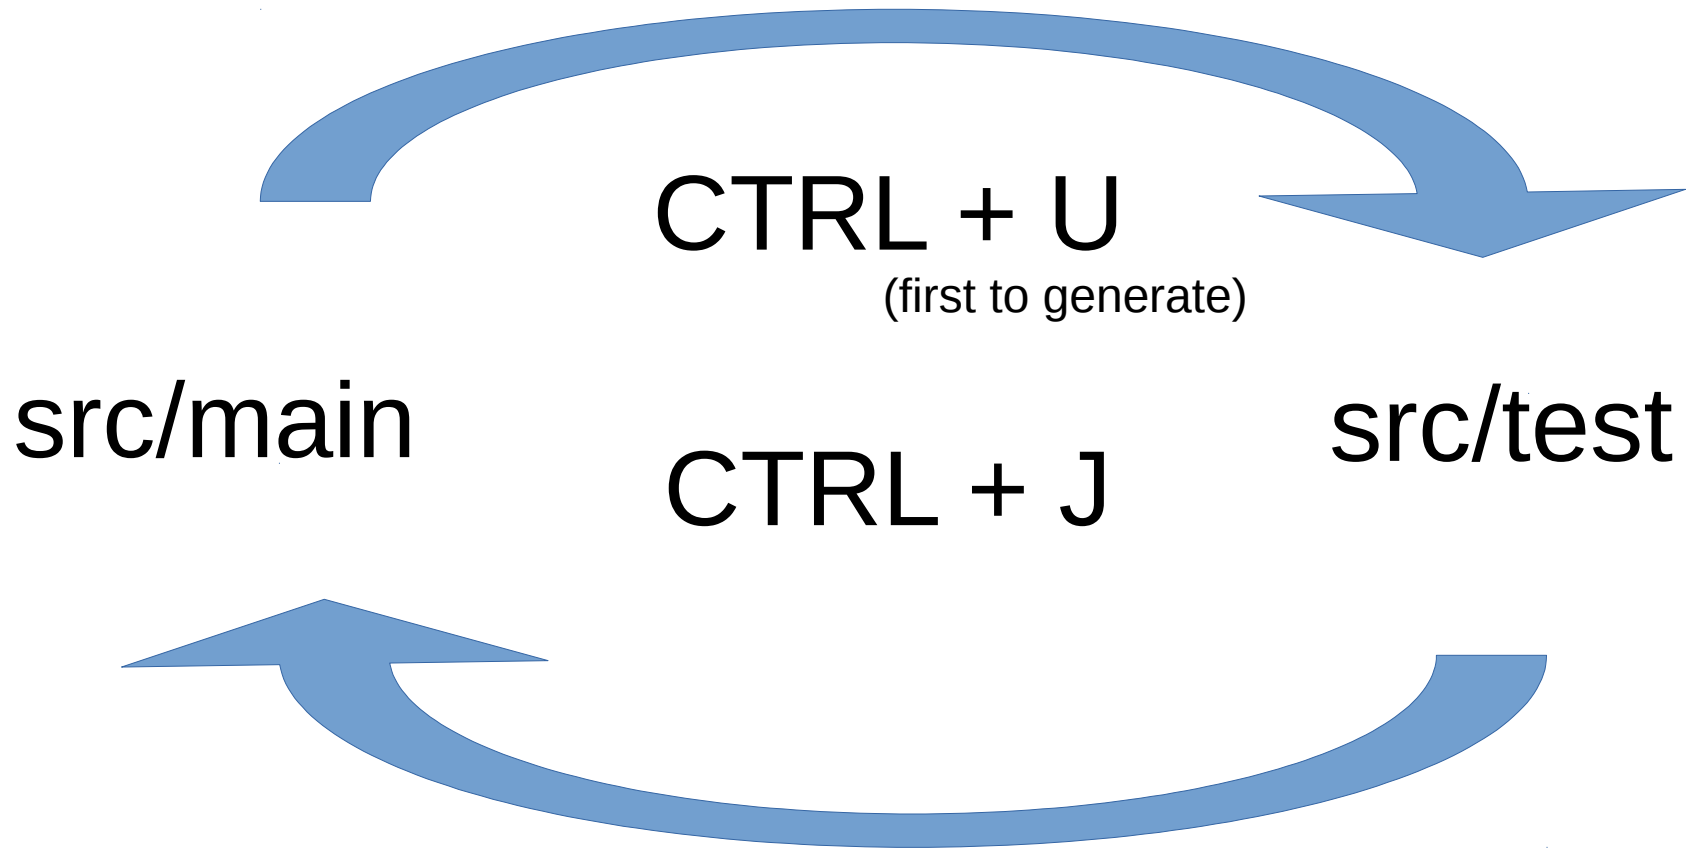 CTRL + U
(first to generate)
src/main
src/test
CTRL + J